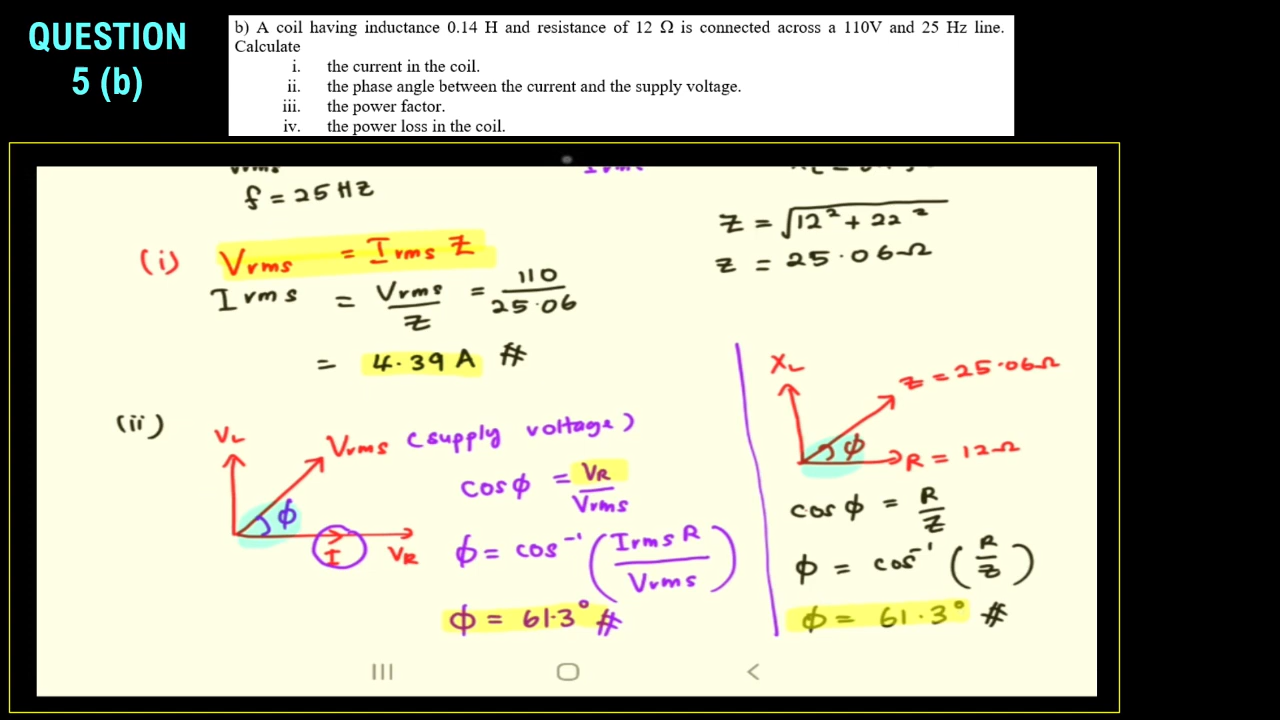 QUESTION
5 (b)
b) A coil having inductance 0.14 H and resistance of 12 Ω is connected across a 110V and 25 Hz line.
Calculate
i. the current in the coil.
ii. the phase angle between the current and the supply voltage.
iii. the power factor.
iv. the power loss in the coil.
f = 25 HZ
Z = √12² + 22²
Z = 25.06 Ω
(i) Vrms = Irms Z
Irms = Vrms/Z = 110/25.06
= 4.39 A #
(ii)
VL
Vrms (supply voltage)
φ
I
VR
cos φ = VR/Vrms
φ = cos⁻¹ (Irms R/Vrms)
φ = 61.3° #
XL
Z = 25.06 Ω
φ
R = 12 Ω
cos φ = R/Z
φ = cos⁻¹ (R/Z)
φ = 61.3° #